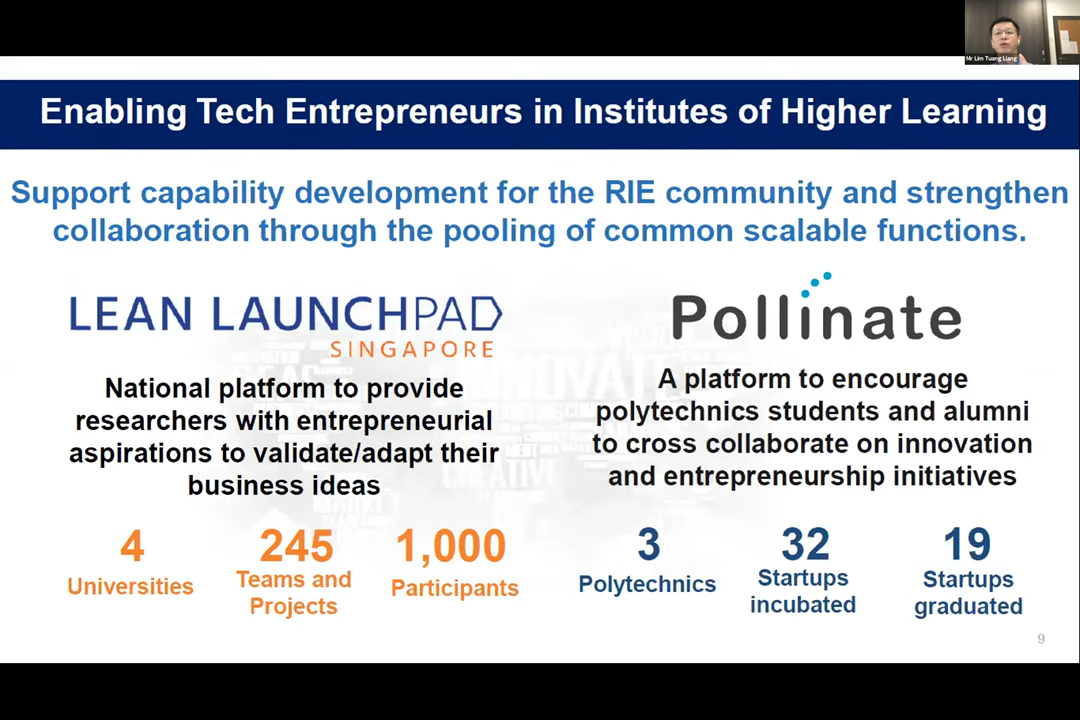 Mr Lim Tuang Liang
Enabling Tech Entrepreneurs in Institutes of Higher Learning
Support capability development for the RIE community and strengthen
collaboration through the pooling of common scalable functions.
LEAN LAUNCHPAD
SINGAPORE
National platform to provide
researchers with entrepreneurial
aspirations to validate/adapt their
business ideas
4
Universities
245
Teams and
Projects
1,000
Participants
Pollinate
A platform to encourage
polytechnics students and alumni
to cross collaborate on innovation
and entrepreneurship initiatives
3
Polytechnics
32
Startups
incubated
19
Startups
graduated
9